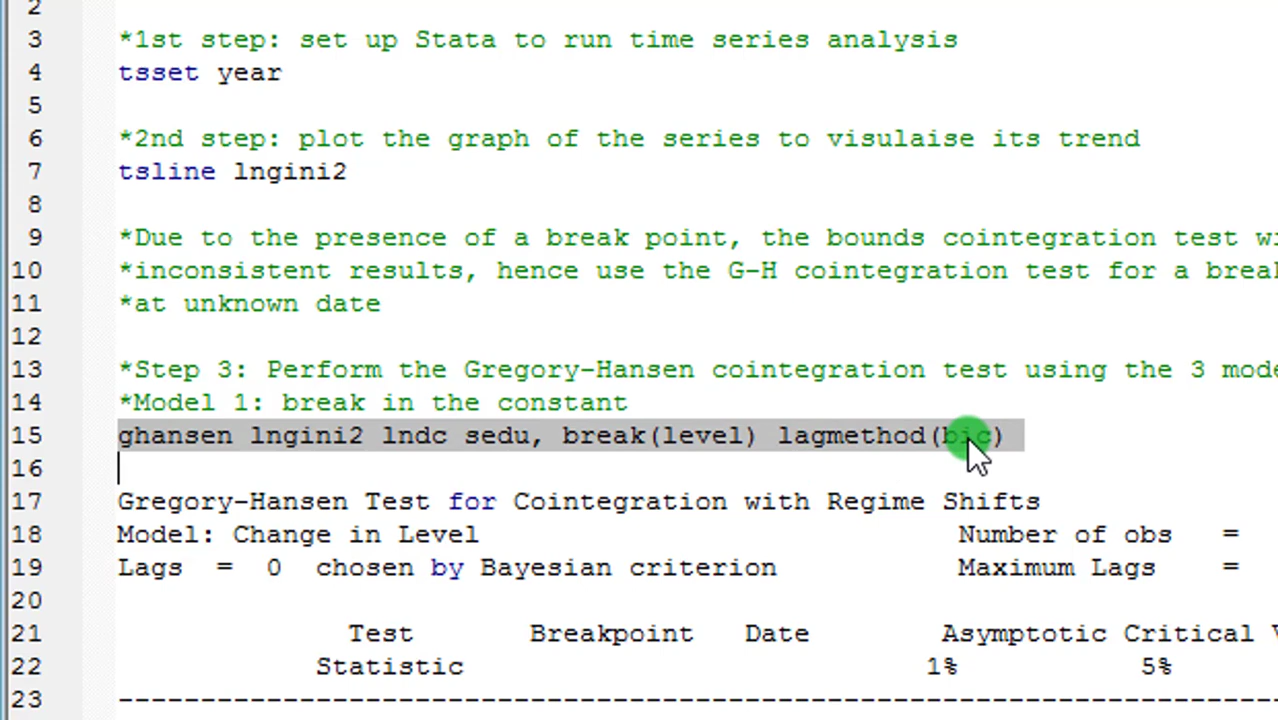 2
3 *1st step: set up Stata to run time series analysis
4 tsset year
5
6 *2nd step: plot the graph of the series to visulaise its trend
7 tsline lngini2
8
9 *Due to the presence of a break point, the bounds cointegration test
10 *inconsistent results, hence use the G-H cointegration test for a
11 *at unknown date
12
13 *Step 3: Perform the Gregory-Hansen cointegration test using the 3
14 *Model 1: break in the constant
15 ghansen lngini2 lndc sedu, break(level) lagmethod(bic)
16
17 Gregory-Hansen Test for Cointegration with Regime Shifts
18 Model: Change in Level Number of obs =
19 Lags = 0 chosen by Bayesian criterion Maximum Lags =
20
21 Test Breakpoint Date Asymptotic Critical
22 Statistic 1% 5%
23 ----------------------------------------------------------------------